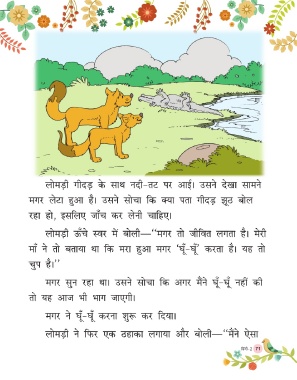 लोमड़ी गीदड़ के साथ नदी-तट पर आई। उसने देखा सामने
मगर लेटा हुआ है। उसने सोचा कि क्या पता गीदड़ झूठ बोल
रहा हो, इसलिए जाँच कर लेनी चाहिए।
लोमड़ी ऊँचे स्वर में बोली—“मगर तो जीवित लगता है। मेरी
माँ ने तो बताया था कि मरा हुआ मगर ‘घूँ-घूँ’ करता है। यह तो
चुप है।”
मगर सुन रहा था। उसने सोचा कि अगर मैंने घूँ-घूँ नहीं की
तो यह आज भी भाग जाएगी।
मगर ने घूँ-घूँ करना शुरू कर दिया।
लोमड़ी ने फिर एक ठहाका लगाया और बोली—“मैंने ऐसा